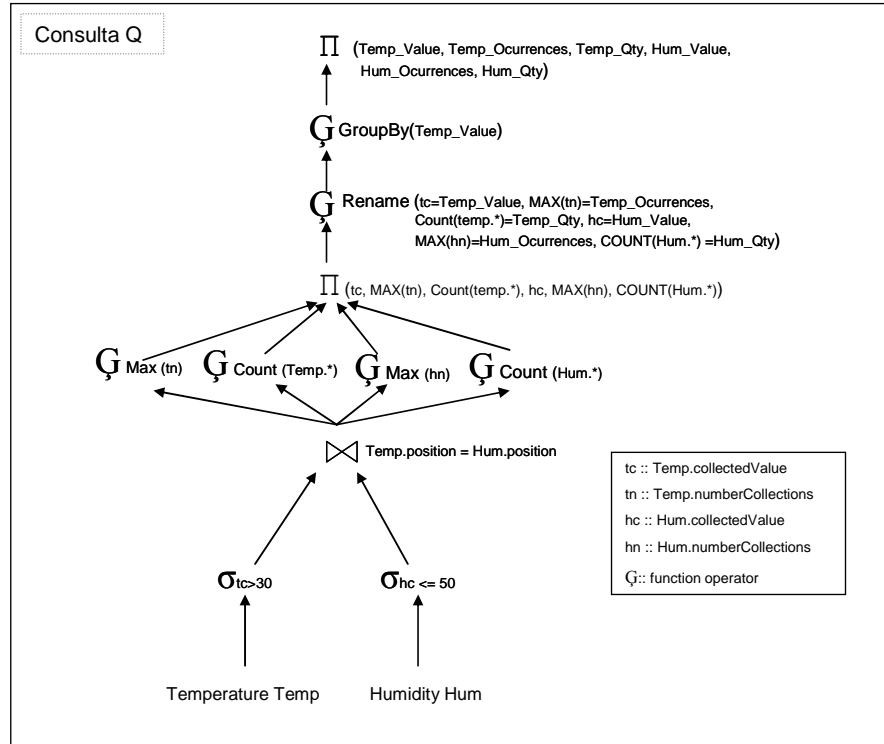 Consulta Q
Π (Temp_Value, Temp_Ocurrences, Temp_Qty, Hum_Value,
Hum_Ocurrences, Hum_Qty)
Ģ GroupBy(Temp_Value)
Ģ Rename (tc=Temp_Value, MAX(tn)=Temp_Ocurrences,
Count(temp.*)=Temp_Qty, hc=Hum_Value,
MAX(hn)=Hum_Ocurrences, COUNT(Hum.*) =Hum_Qty)
Π (tc, MAX(tn), Count(temp.*), hc, MAX(hn), COUNT(Hum.*))
Ģ Max (tn) Ģ Count (Temp.*) Ģ Max (hn) Ģ Count (Hum.*)
⋈ Temp.position = Hum.position
tc :: Temp.collectedValue
tn :: Temp.numberCollections
hc :: Hum.collectedValue
hn :: Hum.numberCollections
Ģ:: function operator
σtc>30 σhc <= 50
Temperature Temp Humidity Hum